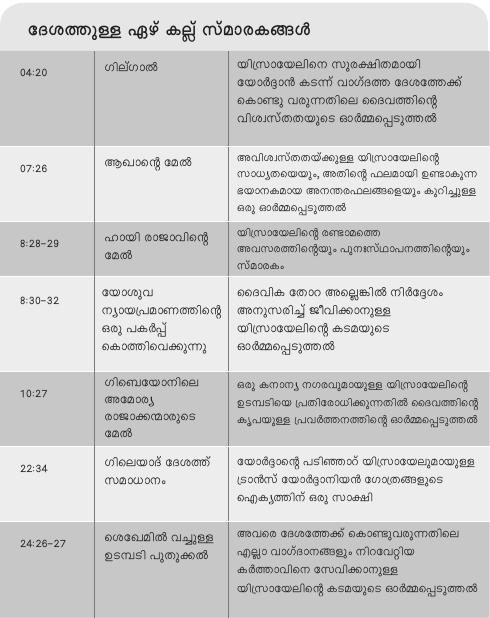 ദേശത്തുള്ള ഏഴ് കല്ല് സ്മാരകങ്ങൾ
04:20
ഗില്ഗാൽ
യിസ്രായേലിനെ സുരക്ഷിതമായി
യോർദ്ദാൻ കടന്ന് വാഗ്ദത്ത ദേശത്തേക്ക്
കൊണ്ടു വരുന്നതിലെ ദൈവത്തിന്റെ
വിശ്വസ്തതയുടെ ഓർമ്മപ്പെടുത്തൽ
07:26
ആഖാന്റെ മേൽ
അവിശ്വസ്തതയ്ക്കുള്ള യിസ്രായേലിന്റെ
സാധ്യതയെയും, അതിന്റെ ഫലമായി ഉണ്ടാകുന്ന
ഭയാനകമായ അനന്തരഫലങ്ങളെയും കുറിച്ചുള്ള
ഒരു ഓർമ്മപ്പെടുത്തൽ
8:28-29
ഹായി രാജാവിന്റെ
മേൽ
യിസ്രായേലിന്റെ രണ്ടാമത്തെ
അവസരത്തിന്റെയും പുനഃസ്ഥാപനത്തിന്റെയും
സ്മാരകം
8:30-32
യോശുവ
ന്യായപ്രമാണത്തിന്റെ
ഒരു പകർപ്പ്
കൊത്തിവെക്കുന്നു
ദൈവിക തോറ അല്ലെങ്കിൽ നിർദ്ദേശം
അനുസരിച്ച് ജീവിക്കാനുള്ള
യിസ്രായേലിന്റെ കടമയുടെ
ഓർമ്മപ്പെടുത്തൽ
10:27
ഗിബെയോനിലെ
അമോര്യ
രാജാക്കന്മാരുടെ
മേൽ
ഒരു കനാന്യ നഗരവുമായുള്ള യിസ്രായേലിന്റെ
ഉടമ്പടിയെ പ്രതിരോധിക്കുന്നതിൽ ദൈവത്തിന്റെ
കൃപയുള്ള പ്രവർത്തനത്തിന്റെ ഓർമ്മപ്പെടുത്തൽ
22:34
ഗിലെയാദ് ദേശത്ത്
സമാധാനം
യോർദ്ദാന്റെ പടിഞ്ഞാറ് യിസ്രായേലുമായുള്ള
ട്രാൻസ് യോർദ്ദാനിയൻ ഗോത്രങ്ങളുടെ
ഐക്യത്തിന് ഒരു സാക്ഷി
24:26-27
ശെഖേമിൽ വച്ചുള്ള
ഉടമ്പടി പുതുക്കൽ
അവരെ ദേശത്തേക്ക് കൊണ്ടുവരുന്നതിലെ
എല്ലാ വാഗ്ദാനങ്ങളും നിറവേറ്റിയ
കർത്താവിനെ സേവിക്കാനുള്ള
യിസ്രായേലിന്റെ കടമയുടെ ഓർമ്മപ്പെടുത്തൽ